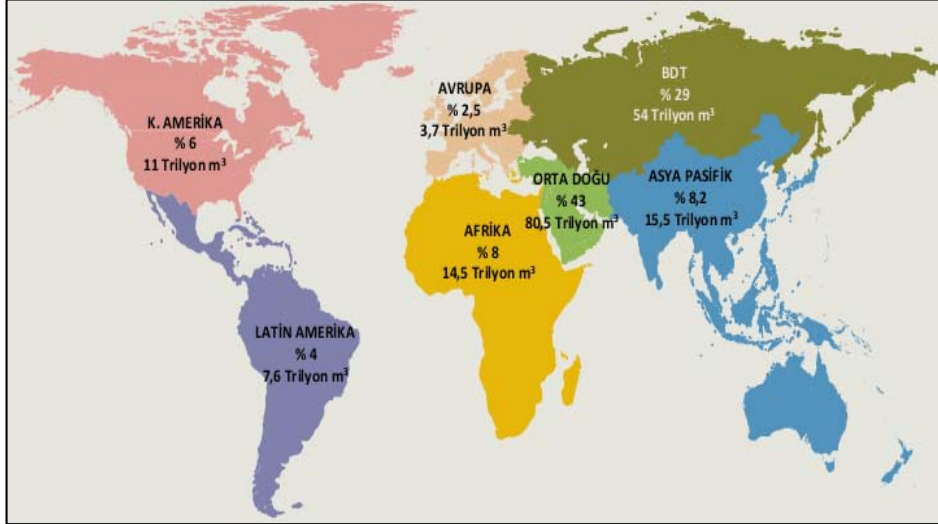 K. AMERİKA
% 6
11 Trilyon m³
AVRUPA
% 2,5
3,7 Trilyon m³
BDT
% 29
54 Trilyon m³
ORTA DOĞU
% 43
80,5 Trilyon m³
ASYA PASİFİK
% 8,2
15,5 Trilyon m³
AFRİKA
% 8
14,5 Trilyon m³
LATİN AMERİKA
% 4
7,6 Trilyon m³